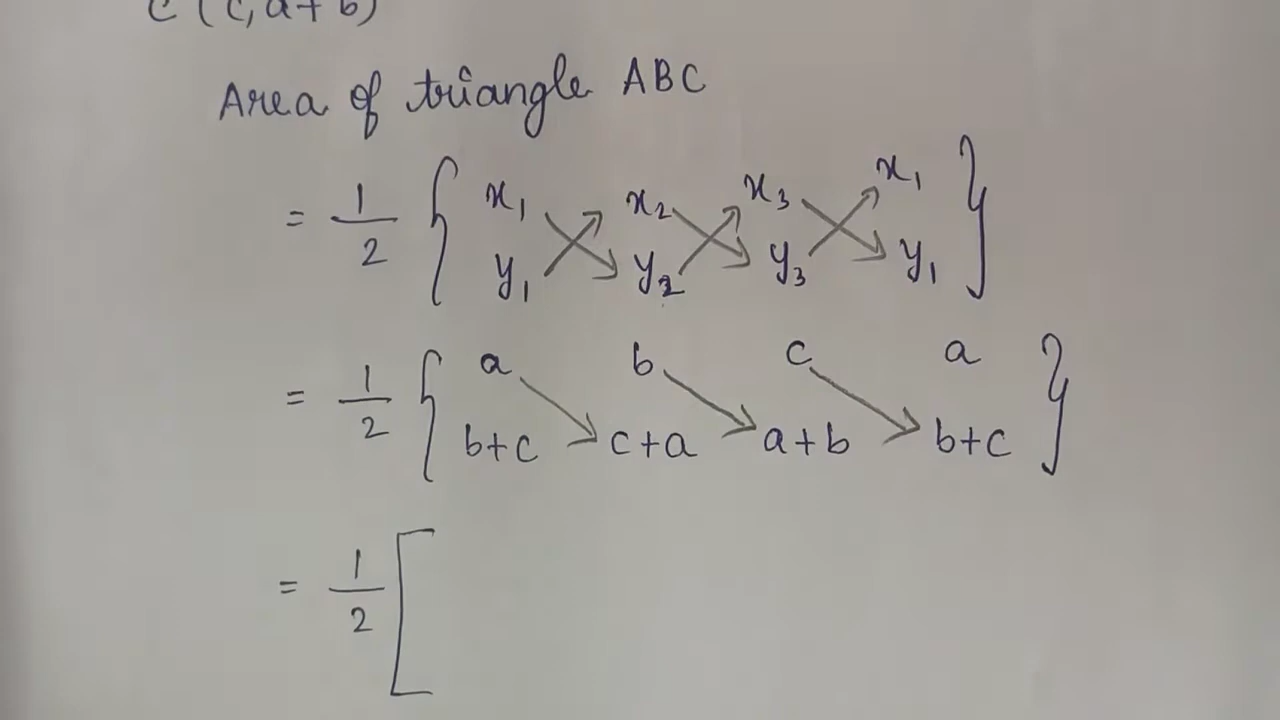 C (c, a+b)
Area of triangle ABC
= 1/2 { x₁ x₂ x₃ x₁
y₁ y₂ y₃ y₁ }
= 1/2 { a b c a
b+c c+a a+b b+c }
= 1/2 [